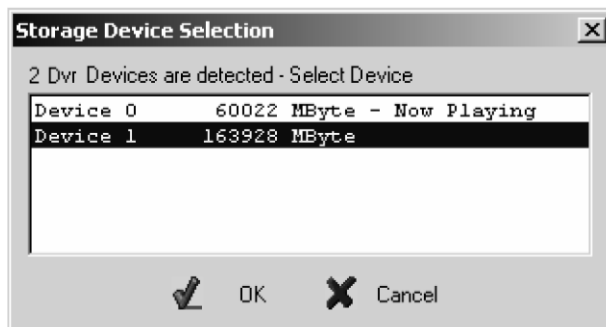 Storage Device Selection
2 Dvr Devices are detected - Select Device
Device 0 60022 MByte - Now Playing
Device 1 163928 MByte
OK Cancel